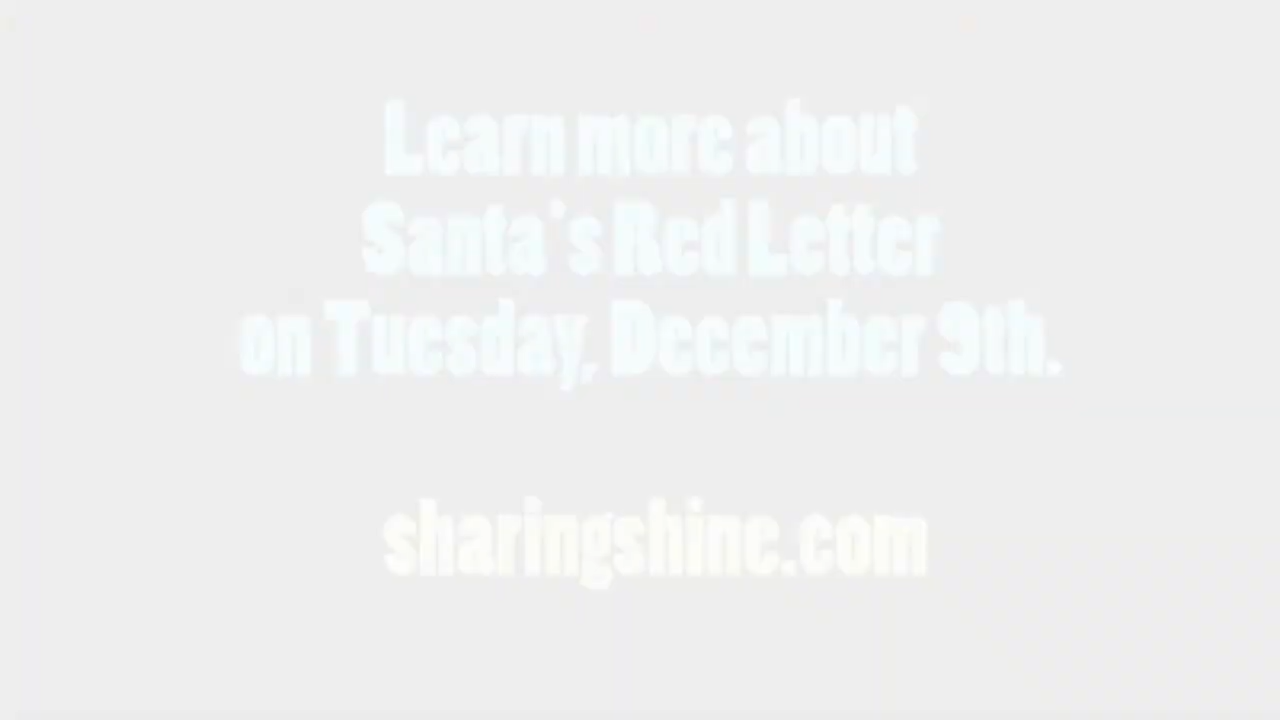 Learn more about
Santa's Red Letter
on Tuesday, December 9th.
sharingshine.com